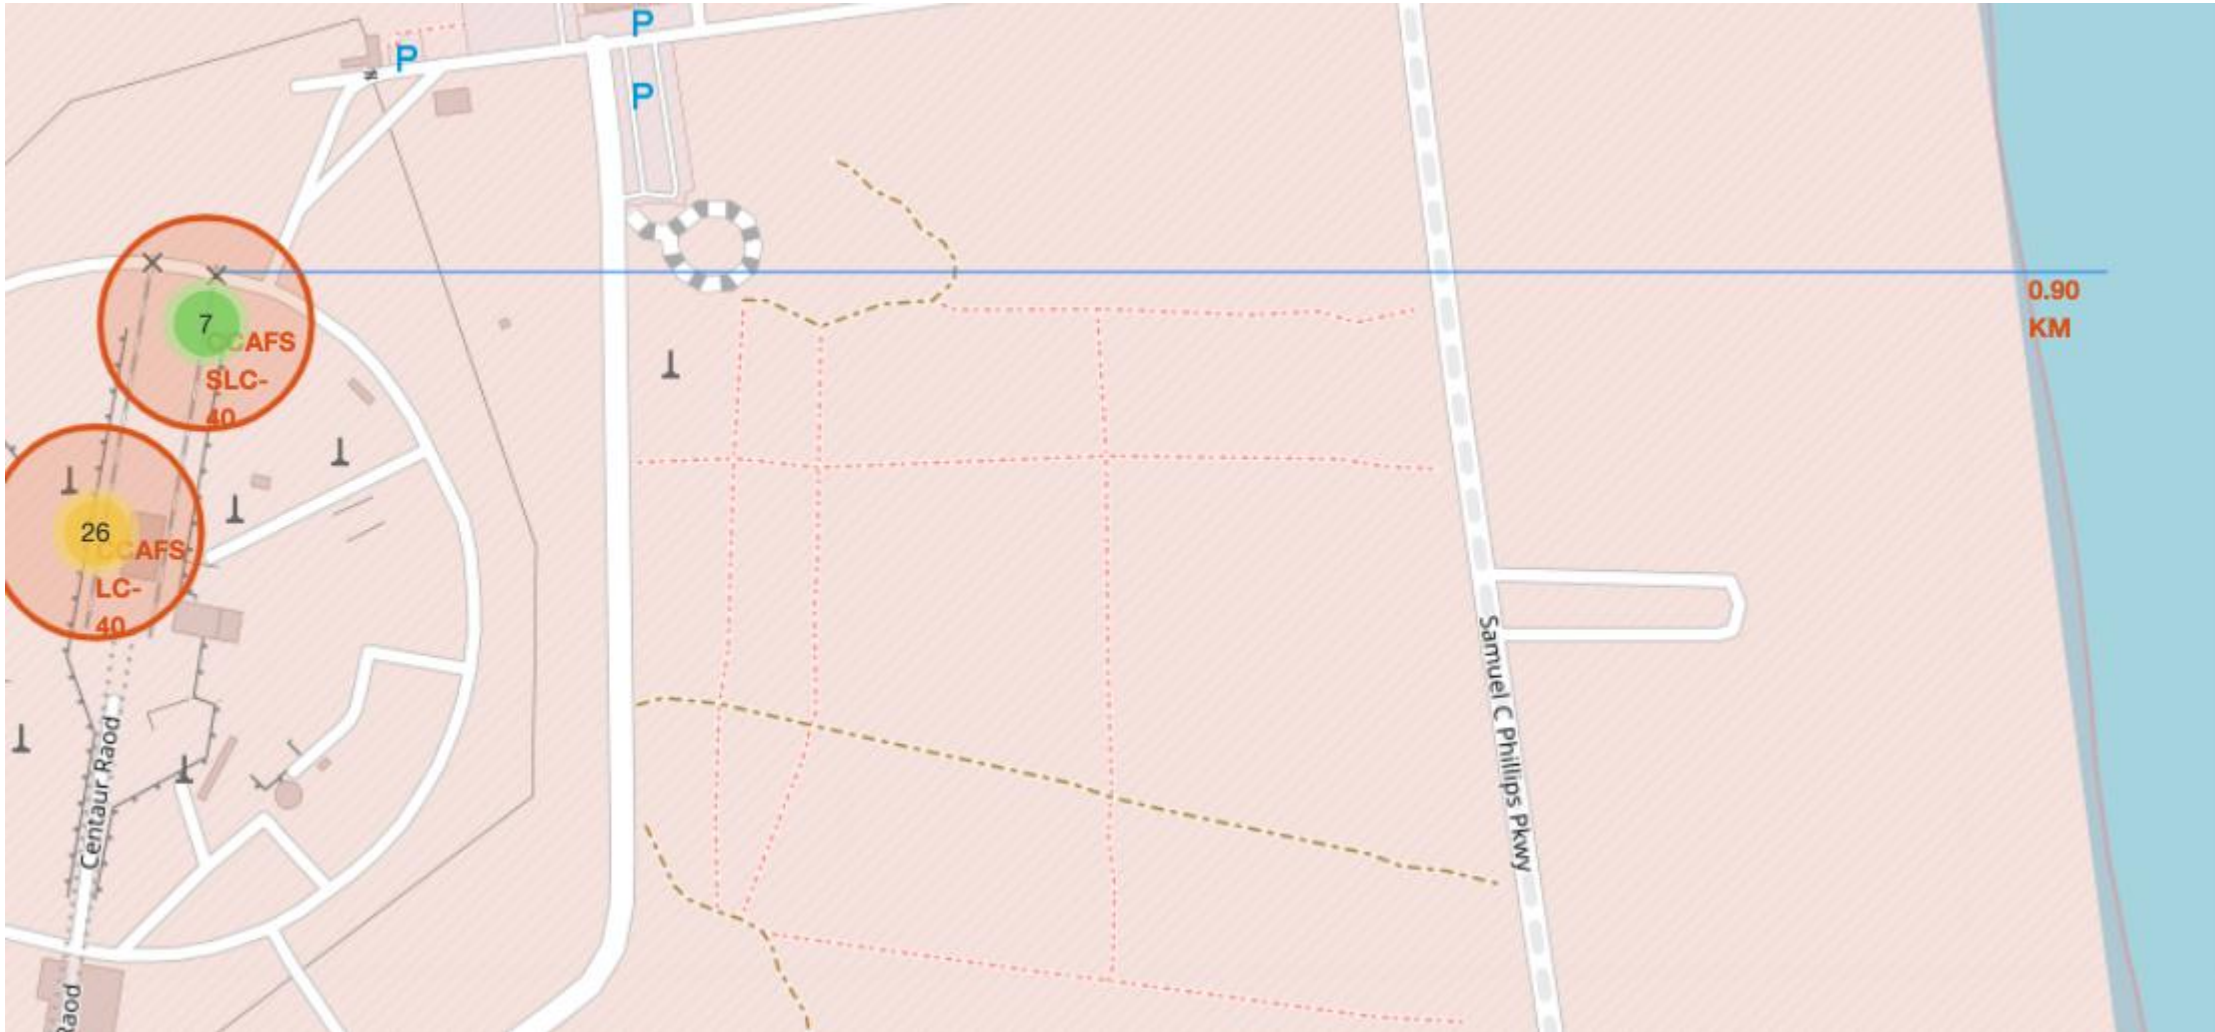 P
P
P
0.90
KM
7
CCAFS
SLC-
40
26
CCAFS
LC-
40
Samuel C Phillips Pkwy
Centaur Raod
Raod